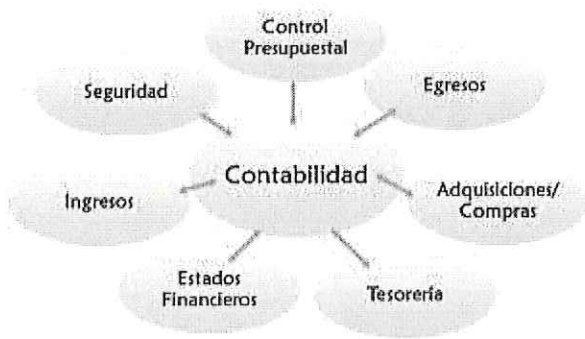 Control
Presupuestal
Seguridad
Egresos
Contabilidad
Ingresos
Adquisiciones/
Compras
Estados
Financieros
Tesorería